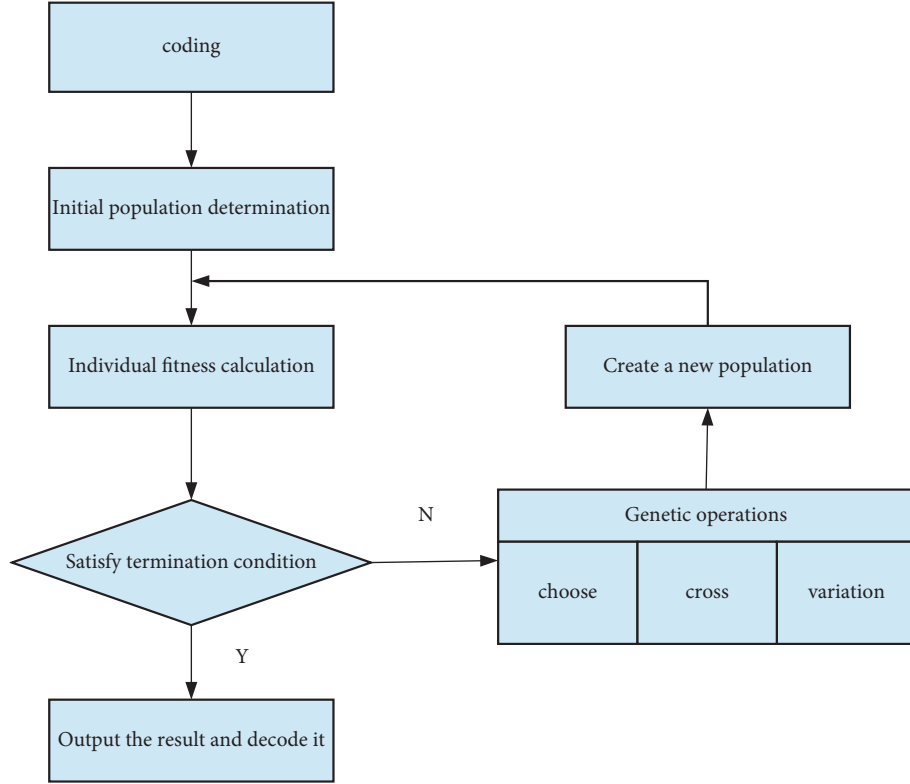 coding
Initial population determination
Individual fitness calculation
Create a new population
Satisfy termination condition
N
Genetic operations
choose
cross
variation
Y
Output the result and decode it